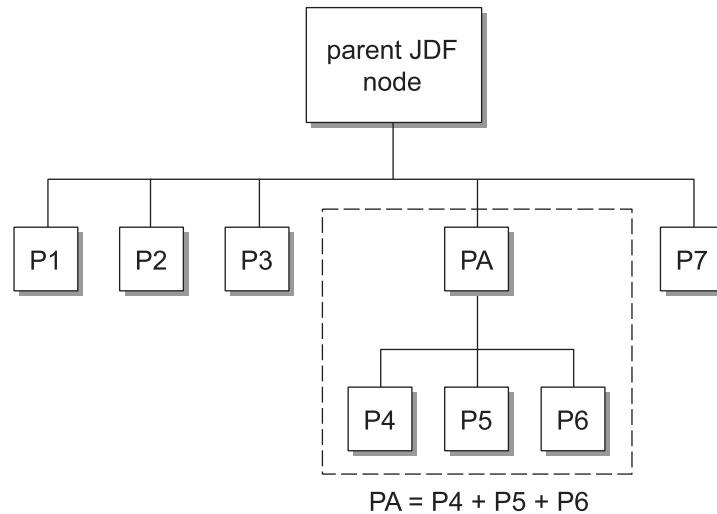 parent JDF
node
P1 P2 P3 PA P7
P4 P5 P6
PA = P4 + P5 + P6